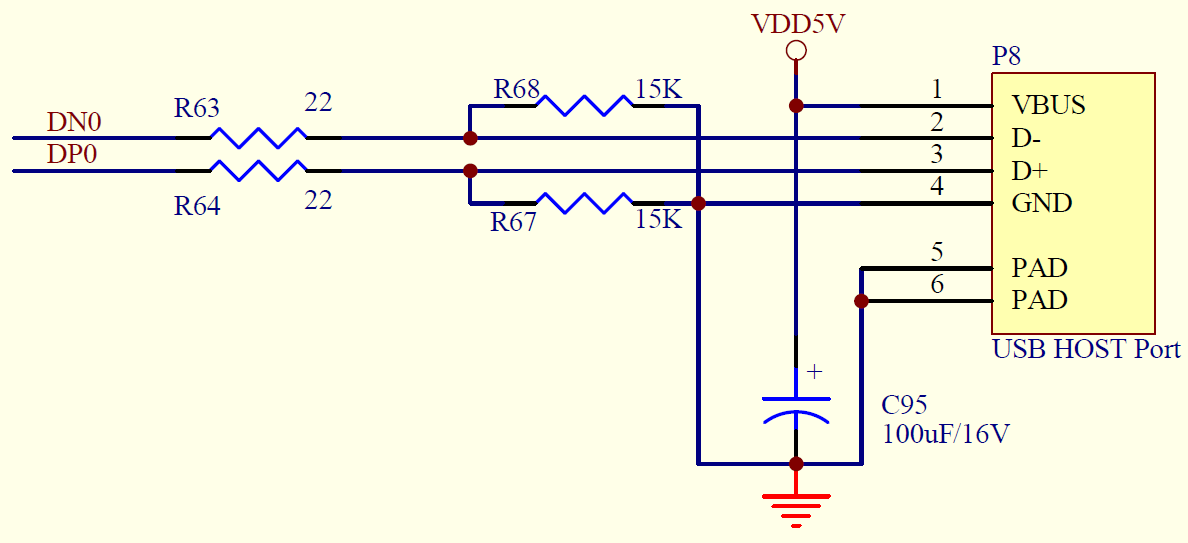 VDD5V
P8
R68 15K
R63 22
DN0
DP0
R64 22
R67 15K
1 VBUS
2 D-
3 D+
4 GND
5 PAD
6 PAD
USB HOST Port
+
C95
100uF/16V